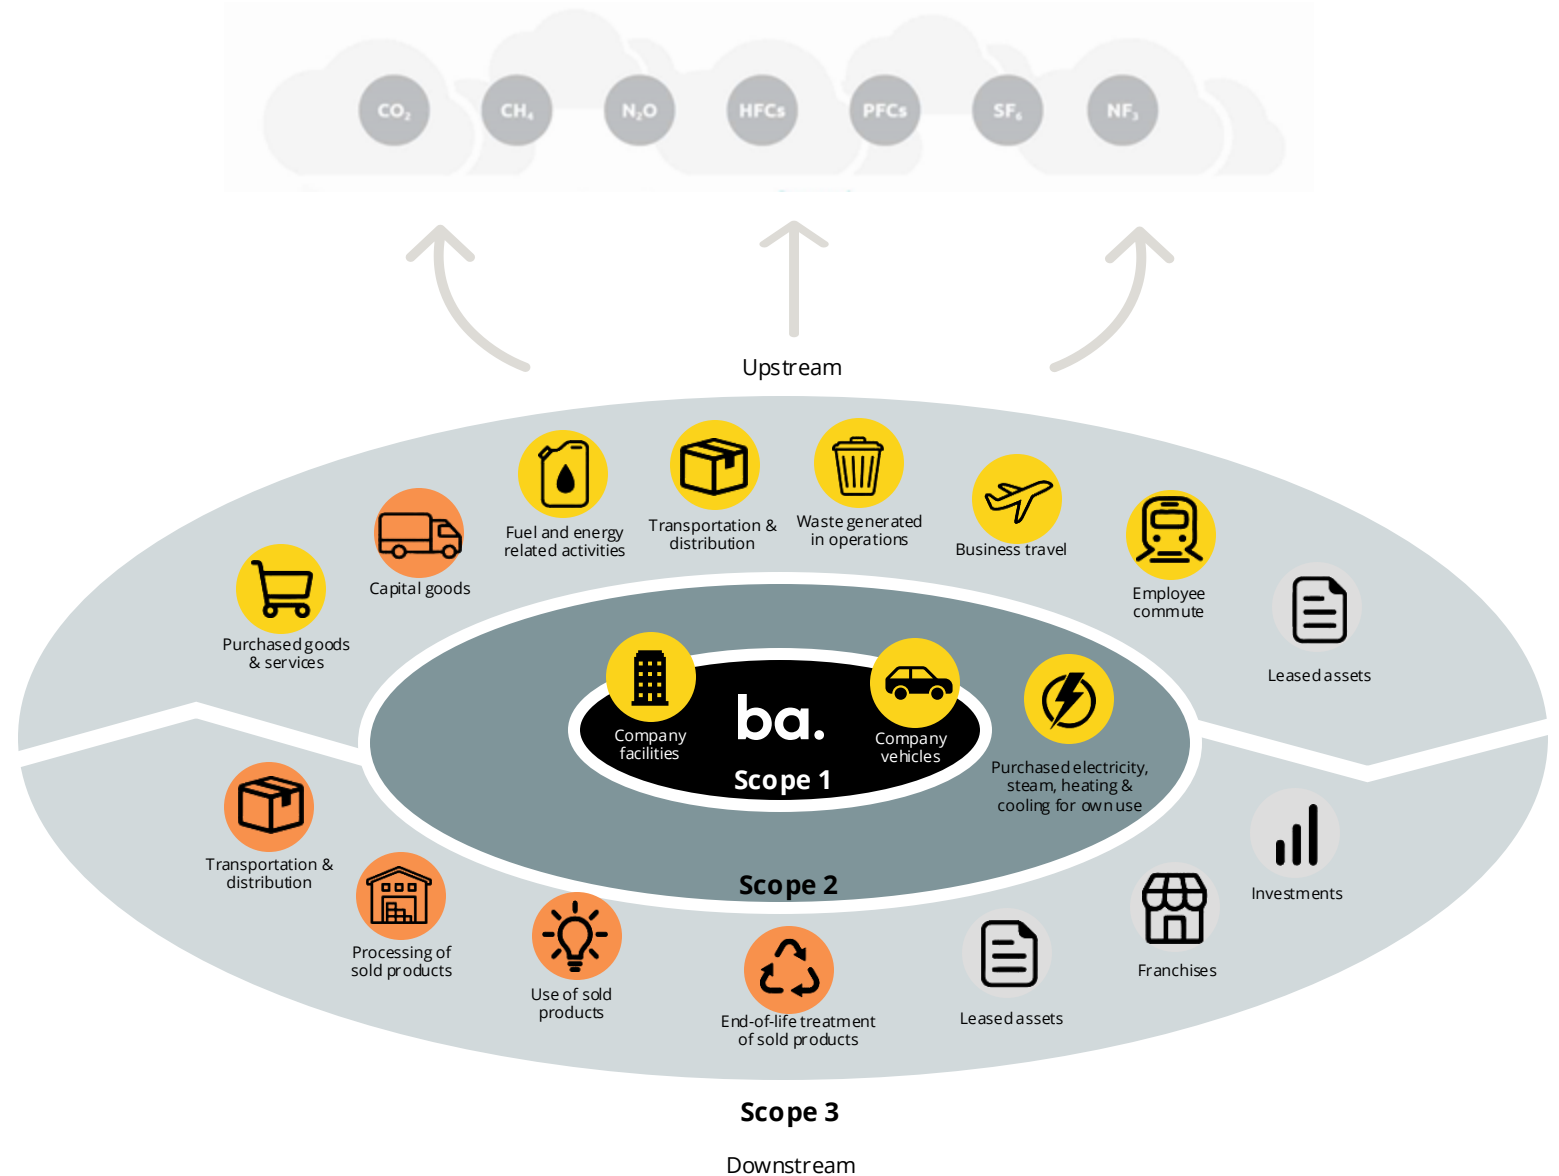 CO₂ CH₄ N₂O HFCs PFCs SF₆ NF₃
Upstream
Purchased goods
& services
Capital goods
Fuel and energy
related activities
Transportation &
distribution
Waste generated
in operations
Business travel
Employee
commute
Leased assets
Company
facilities
ba.
Company
vehicles
Scope 1
Purchased electricity,
steam, heating &
cooling for own use
Scope 2
Transportation &
distribution
Processing of
sold products
Use of sold
products
End-of-life treatment
of sold products
Leased assets
Franchises
Investments
Scope 3
Downstream